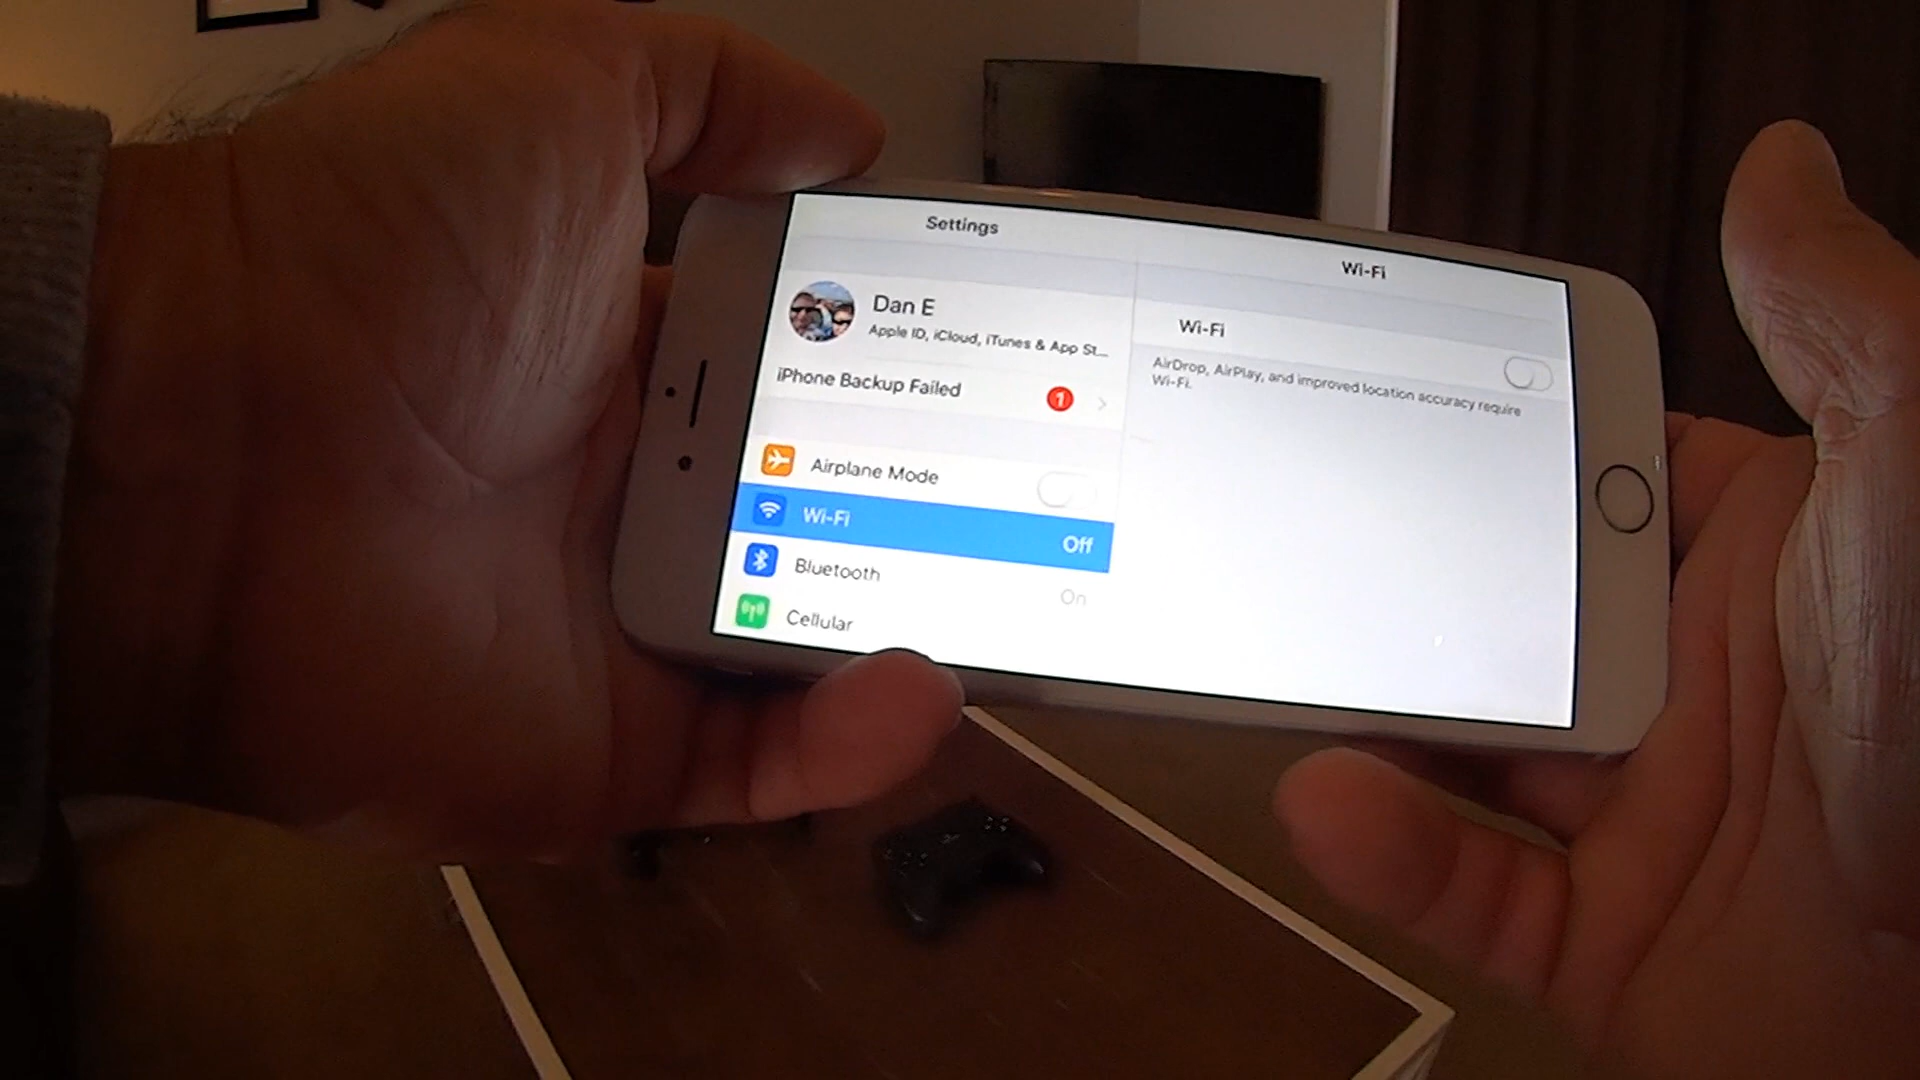 Settings
Dan E
Apple ID, iCloud, iTunes & App St...
iPhone Backup Failed
1
Airplane Mode
Wi-Fi
Off
Bluetooth
On
Cellular
Wi-Fi
Wi-Fi
AirDrop, AirPlay, and improved location accuracy require
Wi-Fi.